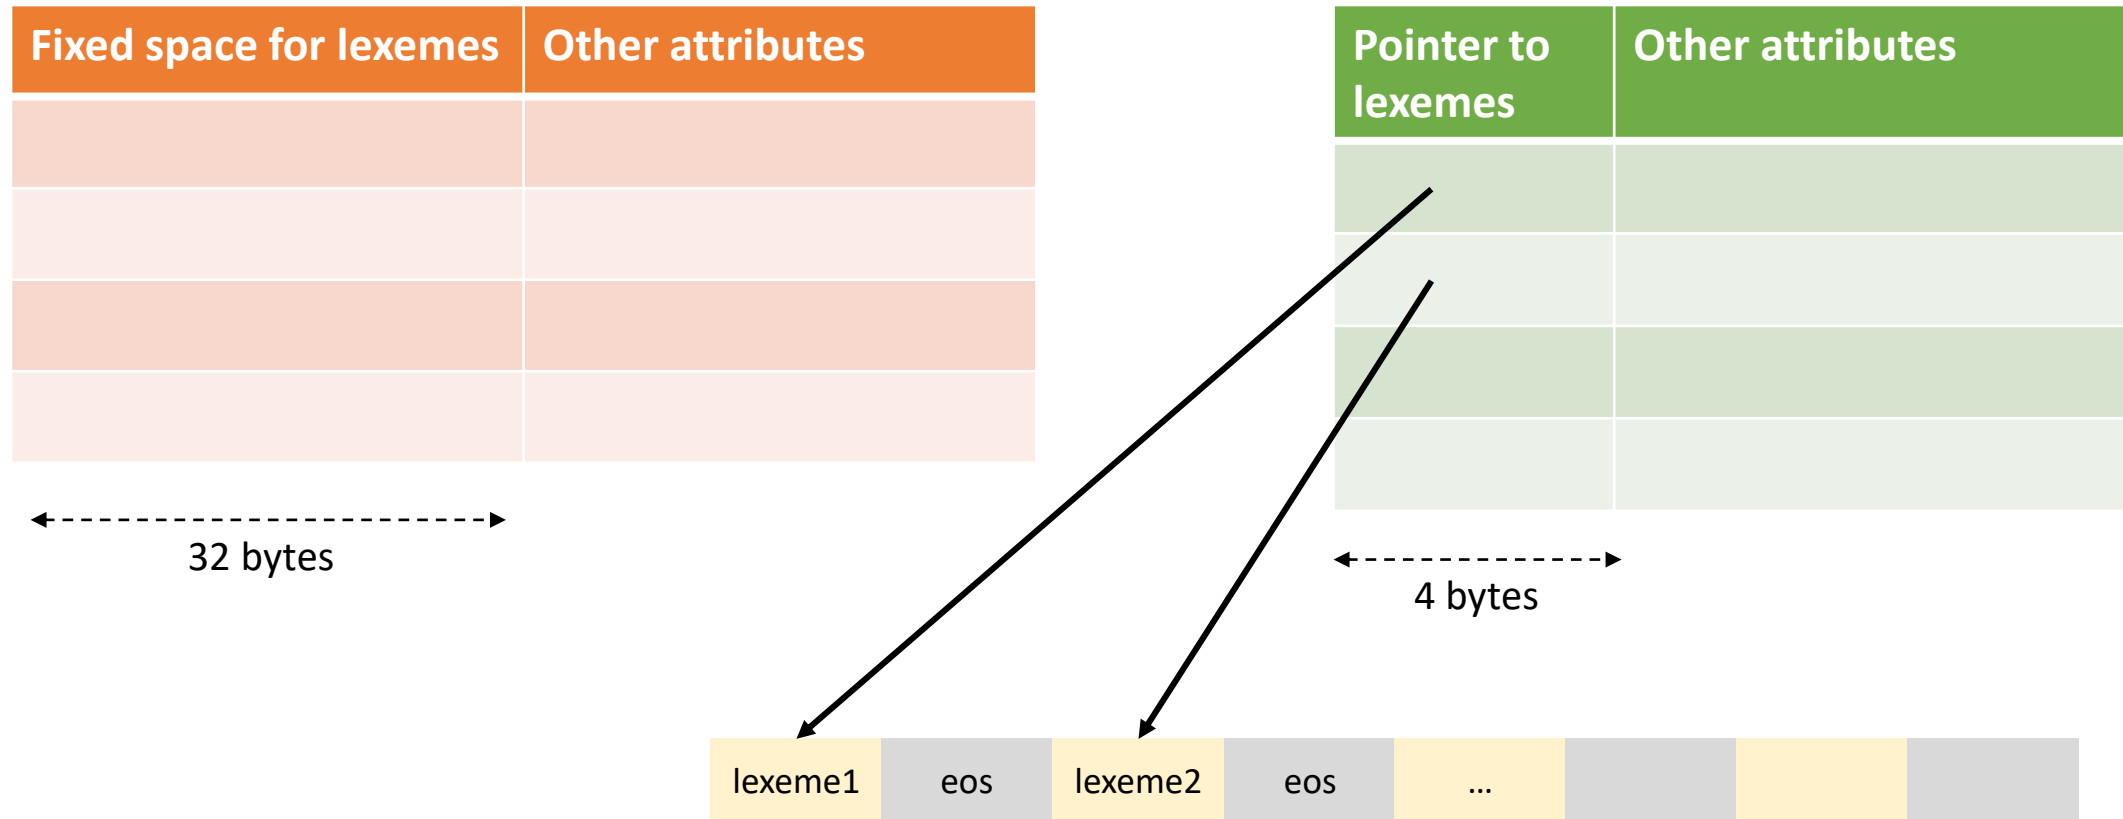 Fixed space for lexemes
Other attributes
32 bytes
Pointer to
lexemes
Other attributes
4 bytes
lexeme1
eos
lexeme2
eos
...